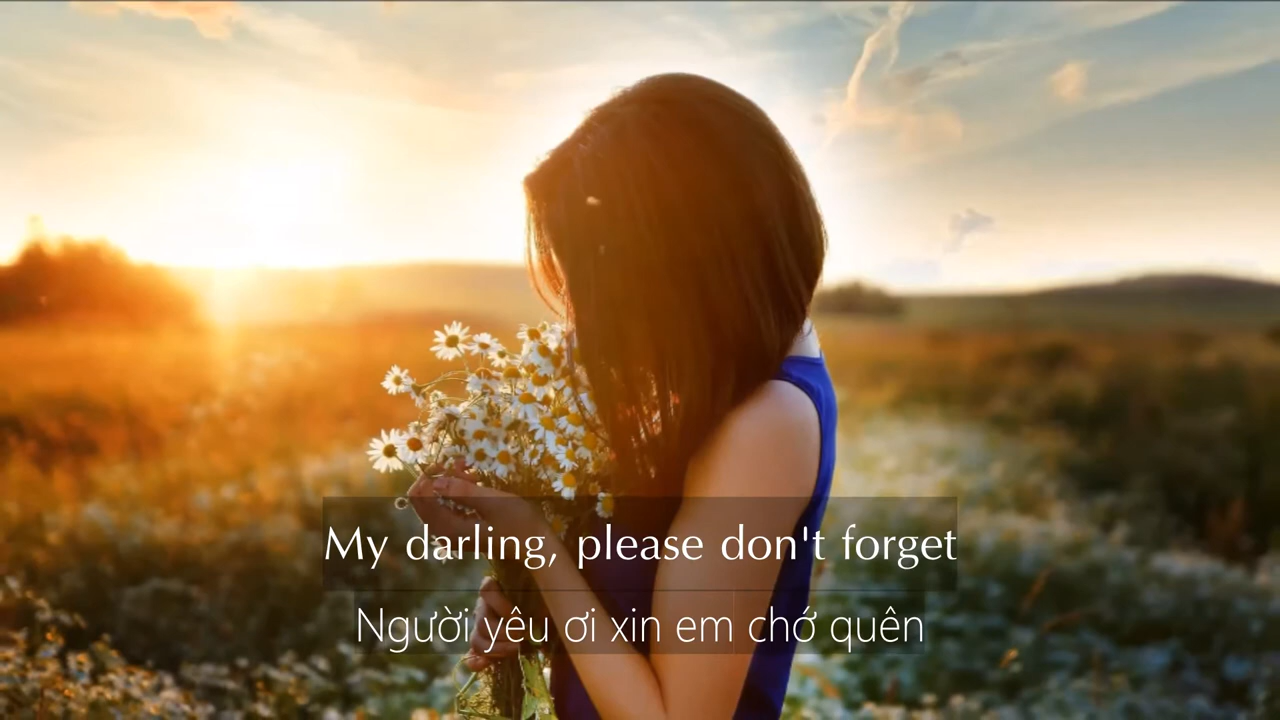 My darling, please don't forget
Người yêu ơi xin em chớ quên